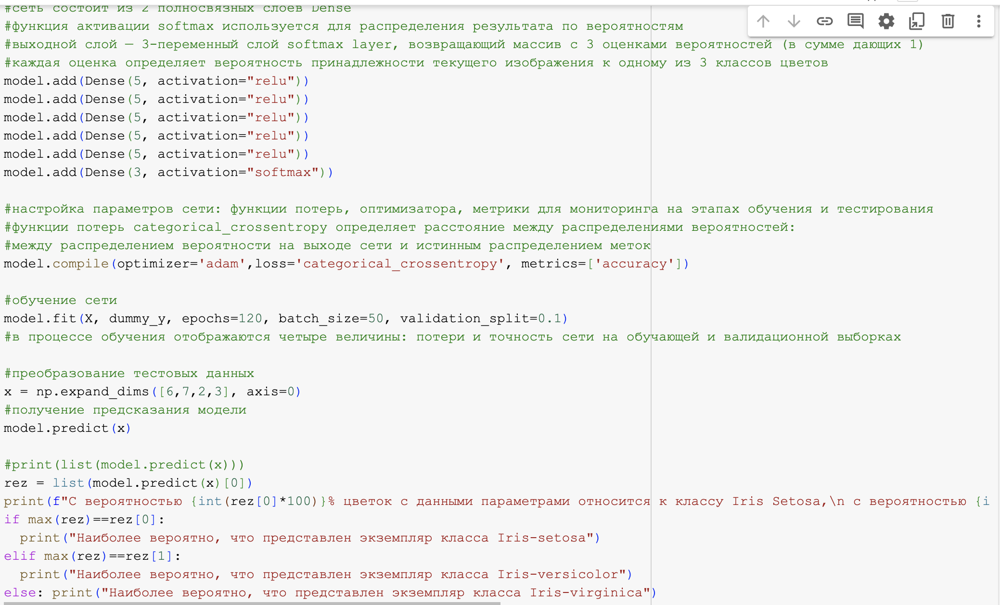 #сеть состоит из 2 полносвязных слоев Dense
#функция активации softmax используется для распределения результата по вероятностям
#выходной слой — 3-переменный слой softmax layer, возвращающий массив с 3 оценками вероятностей (в сумме дающих 1)
#каждая оценка определяет вероятность принадлежности текущего изображения к одному из 3 классов цветов
model.add(Dense(5, activation="relu"))
model.add(Dense(5, activation="relu"))
model.add(Dense(5, activation="relu"))
model.add(Dense(5, activation="relu"))
model.add(Dense(5, activation="relu"))
model.add(Dense(3, activation="softmax"))
#настройка параметров сети: функции потерь, оптимизатора, метрики для мониторинга на этапах обучения и тестирования
#функции потерь categorical_crossentropy определяет расстояние между распределениями вероятностей:
#между распределением вероятности на выходе сети и истинным распределением меток
model.compile(optimizer='adam',loss='categorical_crossentropy', metrics=['accuracy'])
#обучение сети
model.fit(X, dummy_y, epochs=120, batch_size=50, validation_split=0.1)
#в процессе обучения отображаются четыре величины: потери и точность сети на обучающей и валидационной выборках
#преобразование тестовых данных
x = np.expand_dims([6,7,2,3], axis=0)
#получение предсказания модели
model.predict(x)
#print(list(model.predict(x)))
rez = list(model.predict(x)[0])
print(f"С вероятностью {int(rez[0]*100)}% цветок с данными параметрами относится к классу Iris Setosa,\n с вероятностью {i
if max(rez)==rez[0]:
  print("Наиболее вероятно, что представлен экземпляр класса Iris-setosa")
elif max(rez)==rez[1]:
  print("Наиболее вероятно, что представлен экземпляр класса Iris-versicolor")
else: print("Наиболее вероятно, что представлен экземпляр класса Iris-virginica")